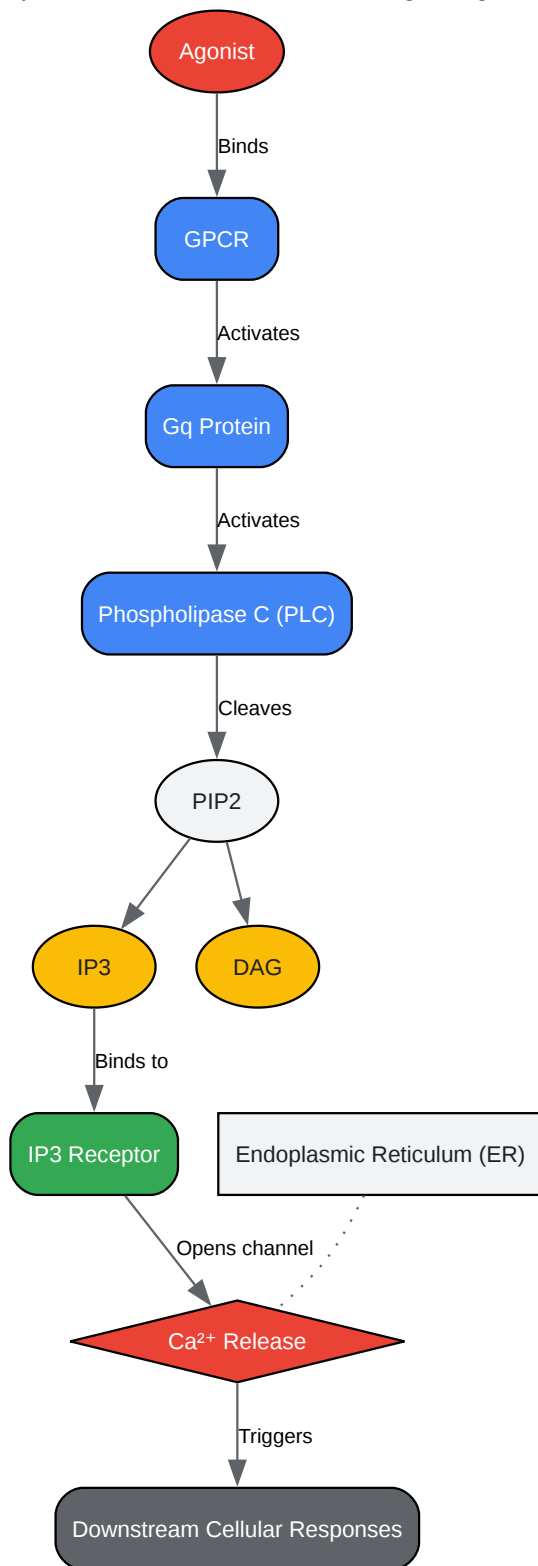 Agonist
Binds
GPCR
Activates
Gq Protein
Activates
Phospholipase C (PLC)
Cleaves
PIP2
IP3
DAG
Binds to
IP3 Receptor
Endoplasmic Reticulum (ER)
Opens channel
Ca²⁺ Release
Triggers
Downstream Cellular Responses